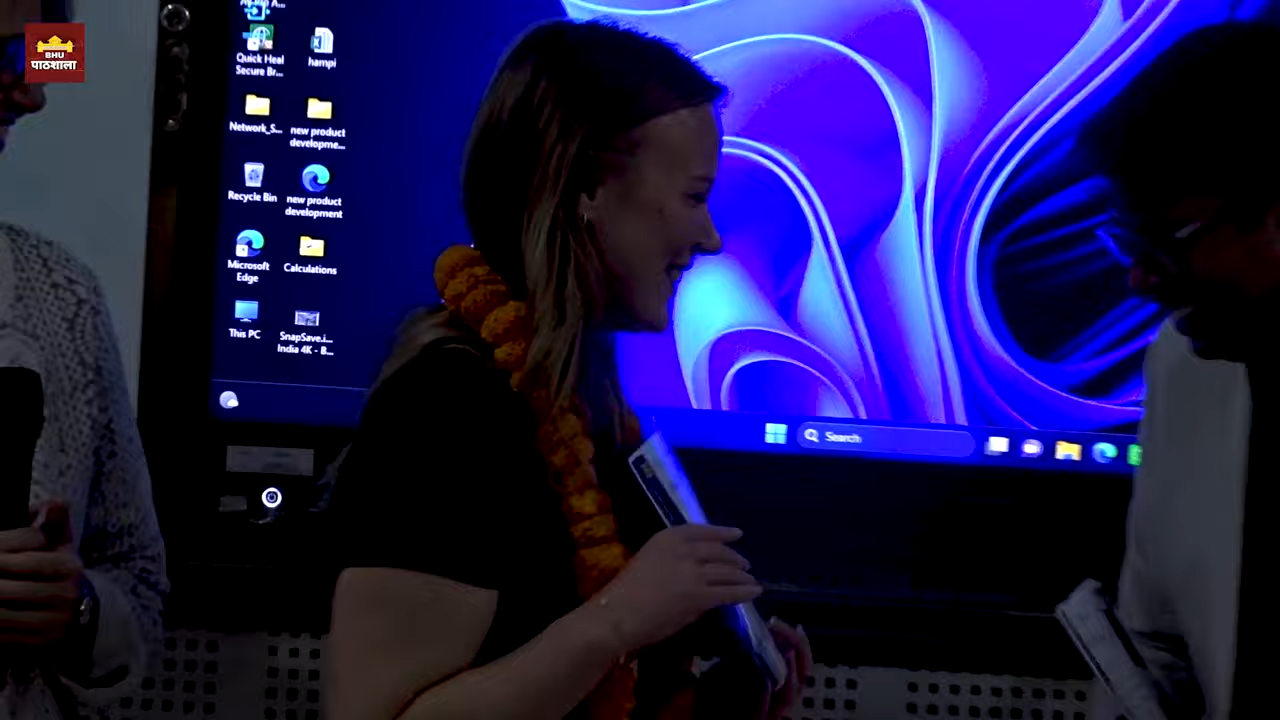 BHU
पाठशाला
Quick Heal
Secure Br...
hampi
Network_S...
new product
developme...
Recycle Bin
new product
development
Microsoft
Edge
Calculations
This PC
SnapSave.i...
India 4K - B...
Search